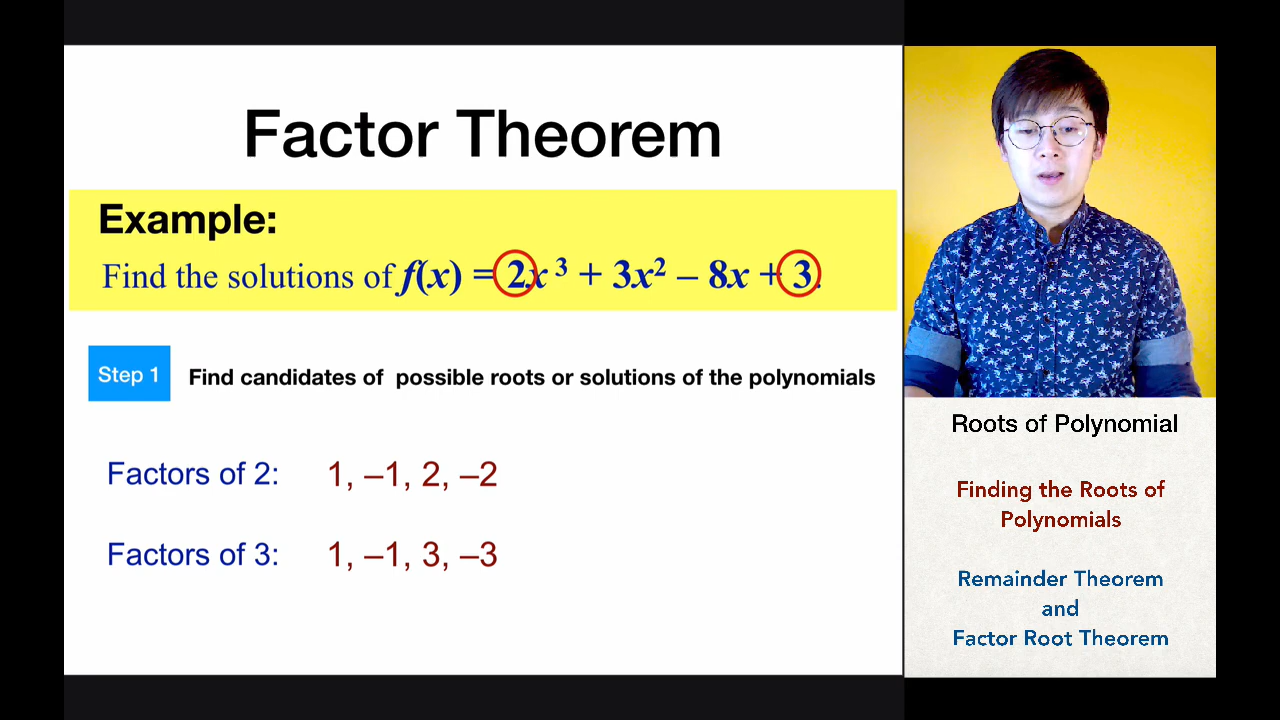 Factor Theorem
Example:
Find the solutions of f(x) = 2x³ + 3x² – 8x + 3.
Step 1
Find candidates of possible roots or solutions of the polynomials
Factors of 2: 1, –1, 2, –2
Factors of 3: 1, –1, 3, –3
Roots of Polynomial
Finding the Roots of
Polynomials
Remainder Theorem
and
Factor Root Theorem